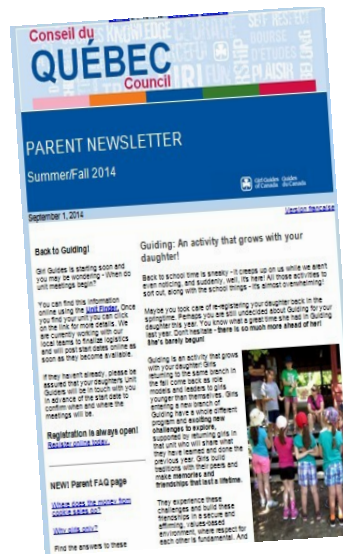 Conseil du
QUÉBEC
Council
PARENT NEWSLETTER
Summer/Fall 2014
Girl Guides of Canada
Guides du Canada
September 1, 2014
Version française
Back to Guiding!
Girl Guides is starting soon and
you may be wondering - When do
unit meetings begin?
You can find this information
online using the Unit Finder. Once
you find your unit you can click
on the link for more details. We
are currently working with our
local teams to finalize logistics
and will post start dates online as
soon as they become available.
If they haven't already, please be
assured that your daughter's Unit
Guiders will be in touch with you
in advance of the start date to
confirm when and where the
meetings will be.
Registration is always open!
Register online today.
NEW! Parent FAQ page
Where does the money from
cookie sales go?
Why girls only?
Find the answers to these
Guiding: An activity that grows with your
daughter!
Back to school time is sneaky - it creeps up on us while we aren't
even noticing, and suddenly, well, it's here! All those activities to
sort out, along with the school things - it's almost overwhelming!
Maybe you took care of re-registering your daughter back in the
springtime. Perhaps you are still undecided about Guiding for your
daughter this year. You know what a great time she had in Guiding
last year. Don't hesitate - there is so much more ahead of her!
She's barely begun!
Guiding is an activity that grows
with your daughter! Girls
returning to the same branch in
the fall come back as role
models and leaders to girls
younger than themselves. Girls
entering a new branch of
Guiding have a whole different
program and exciting new
challenges to explore,
supported by returning girls in
that unit who will share what
they have learned and done the
previous year. Girls build
traditions with their peers and
make memories and
friendships that last a lifetime.
They experience these
challenges and build these
friendships in a secure and
affirming, values-based
environment, where respect for
each other is fundamental. And